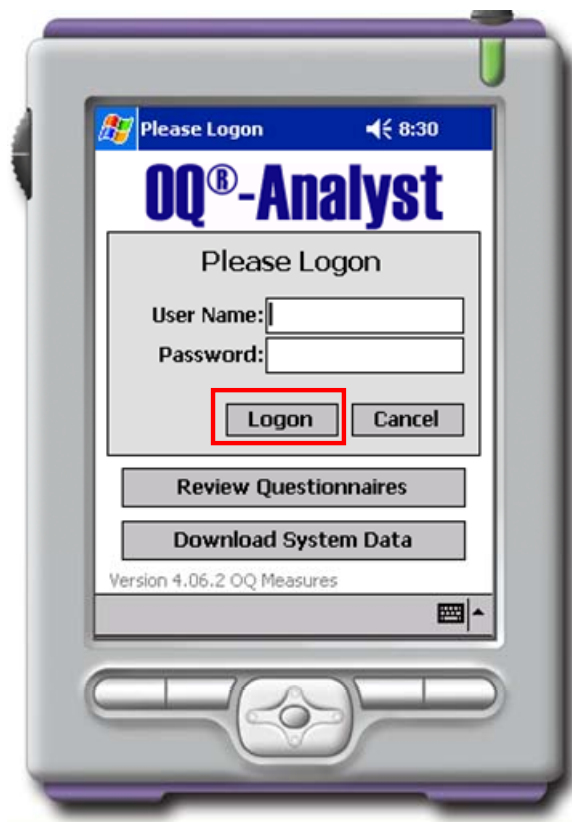 Please Logon 8:30
OQ®-Analyst
Please Logon
User Name:
Password:
Logon Cancel
Review Questionnaires
Download System Data
Version 4.06.2 OQ Measures